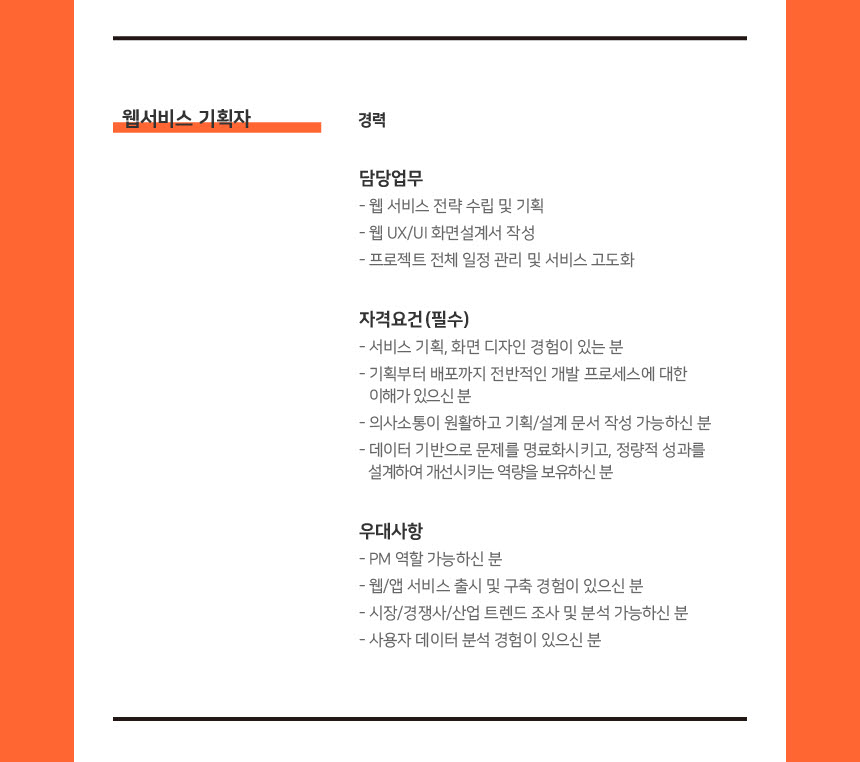 웹서비스 기획자
경력
담당업무
- 웹 서비스 전략 수립 및 기획
- 웹 UX/UI 화면설계서 작성
- 프로젝트 전체 일정 관리 및 서비스 고도화
자격요건(필수)
- 서비스 기획, 화면 디자인 경험이 있는 분
- 기획부터 배포까지 전반적인 개발 프로세스에 대한
이해가 있으신 분
- 의사소통이 원활하고 기획/설계 문서 작성 가능하신 분
- 데이터 기반으로 문제를 명료화시키고, 정량적 성과를
설계하여 개선시키는 역량을 보유하신 분
우대사항
- PM 역할 가능하신 분
- 웹/앱 서비스 출시 및 구축 경험이 있으신 분
- 시장/경쟁사/산업 트렌드 조사 및 분석 가능하신 분
- 사용자 데이터 분석 경험이 있으신 분